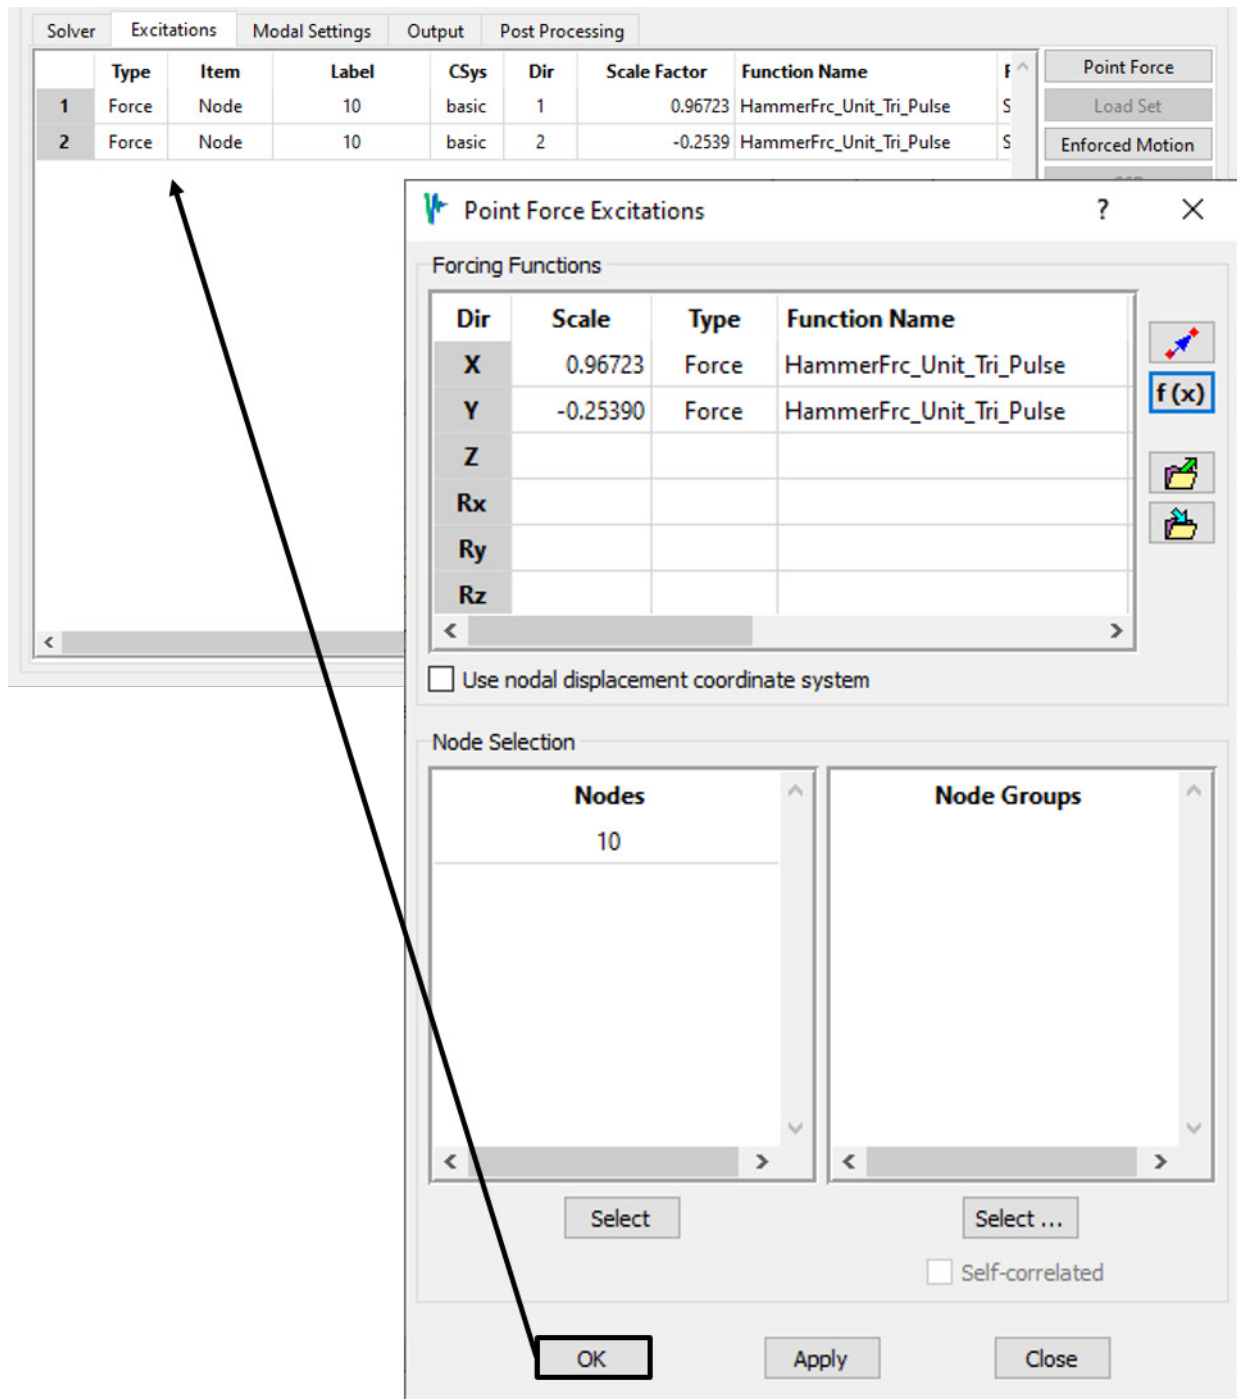 Solver Excitations Modal Settings Output Post Processing
Type Item Label CSys Dir Scale Factor Function Name
1 Force Node 10 basic 1 0.96723 HammerFrc_Unit_Tri_Pulse S
2 Force Node 10 basic 2 -0.2539 HammerFrc_Unit_Tri_Pulse S
Point Force
Load Set
Enforced Motion
Point Force Excitations ?
Forcing Functions
Dir Scale Type Function Name
X 0.96723 Force HammerFrc_Unit_Tri_Pulse
Y -0.25390 Force HammerFrc_Unit_Tri_Pulse
Z
Rx
Ry
Rz
f (x)
Use nodal displacement coordinate system
Node Selection
Nodes Node Groups
10
Select Select ...
Self-correlated
OK Apply Close